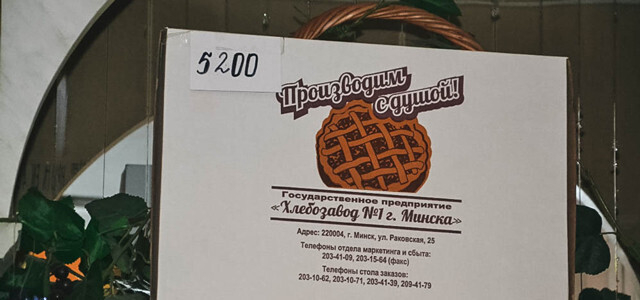 5200
Производим
с душой!
Государственное предприятие
«Хлебозавод №1 г. Минска»
Адрес: 220004, г. Минск, ул. Раковская, 25
Телефоны отдела маркетинга и сбыта:
203-41-09, 203-15-64 (факс)
Телефоны стола заказов:
203-10-62, 203-10-71, 203-41-39, 209-41-79